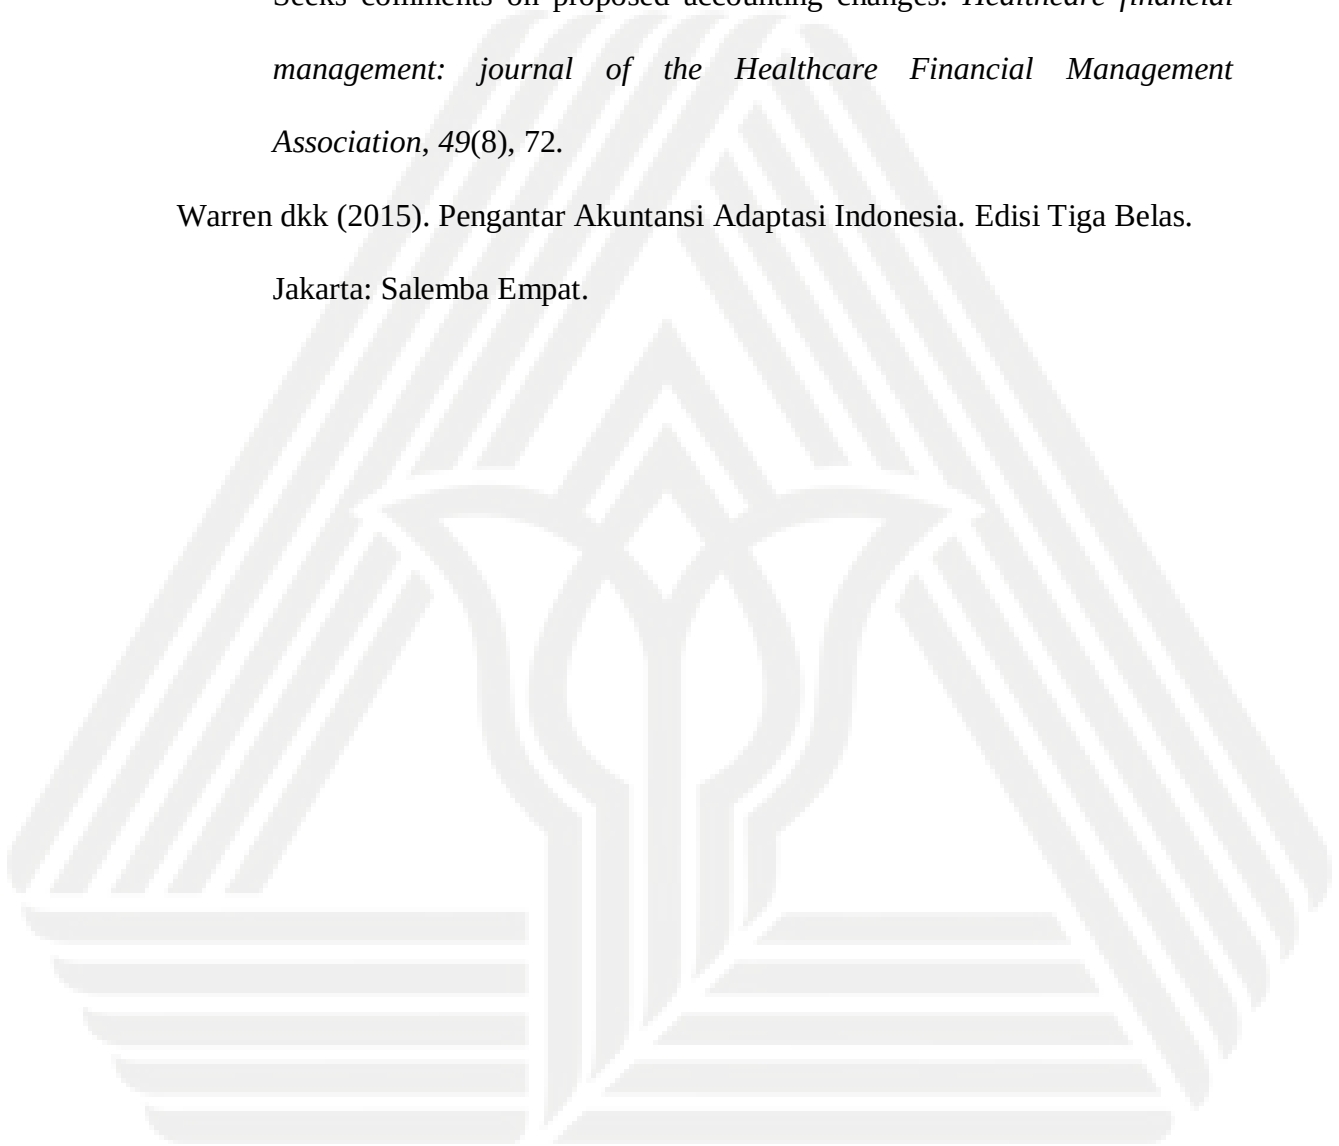 Seeks comments on proposed accounting changes. Healthcare financial
management: journal of the Healthcare Financial Management
Association, 49(8), 72.
Warren dkk (2015). Pengantar Akuntansi Adaptasi Indonesia. Edisi Tiga Belas.
Jakarta: Salemba Empat.